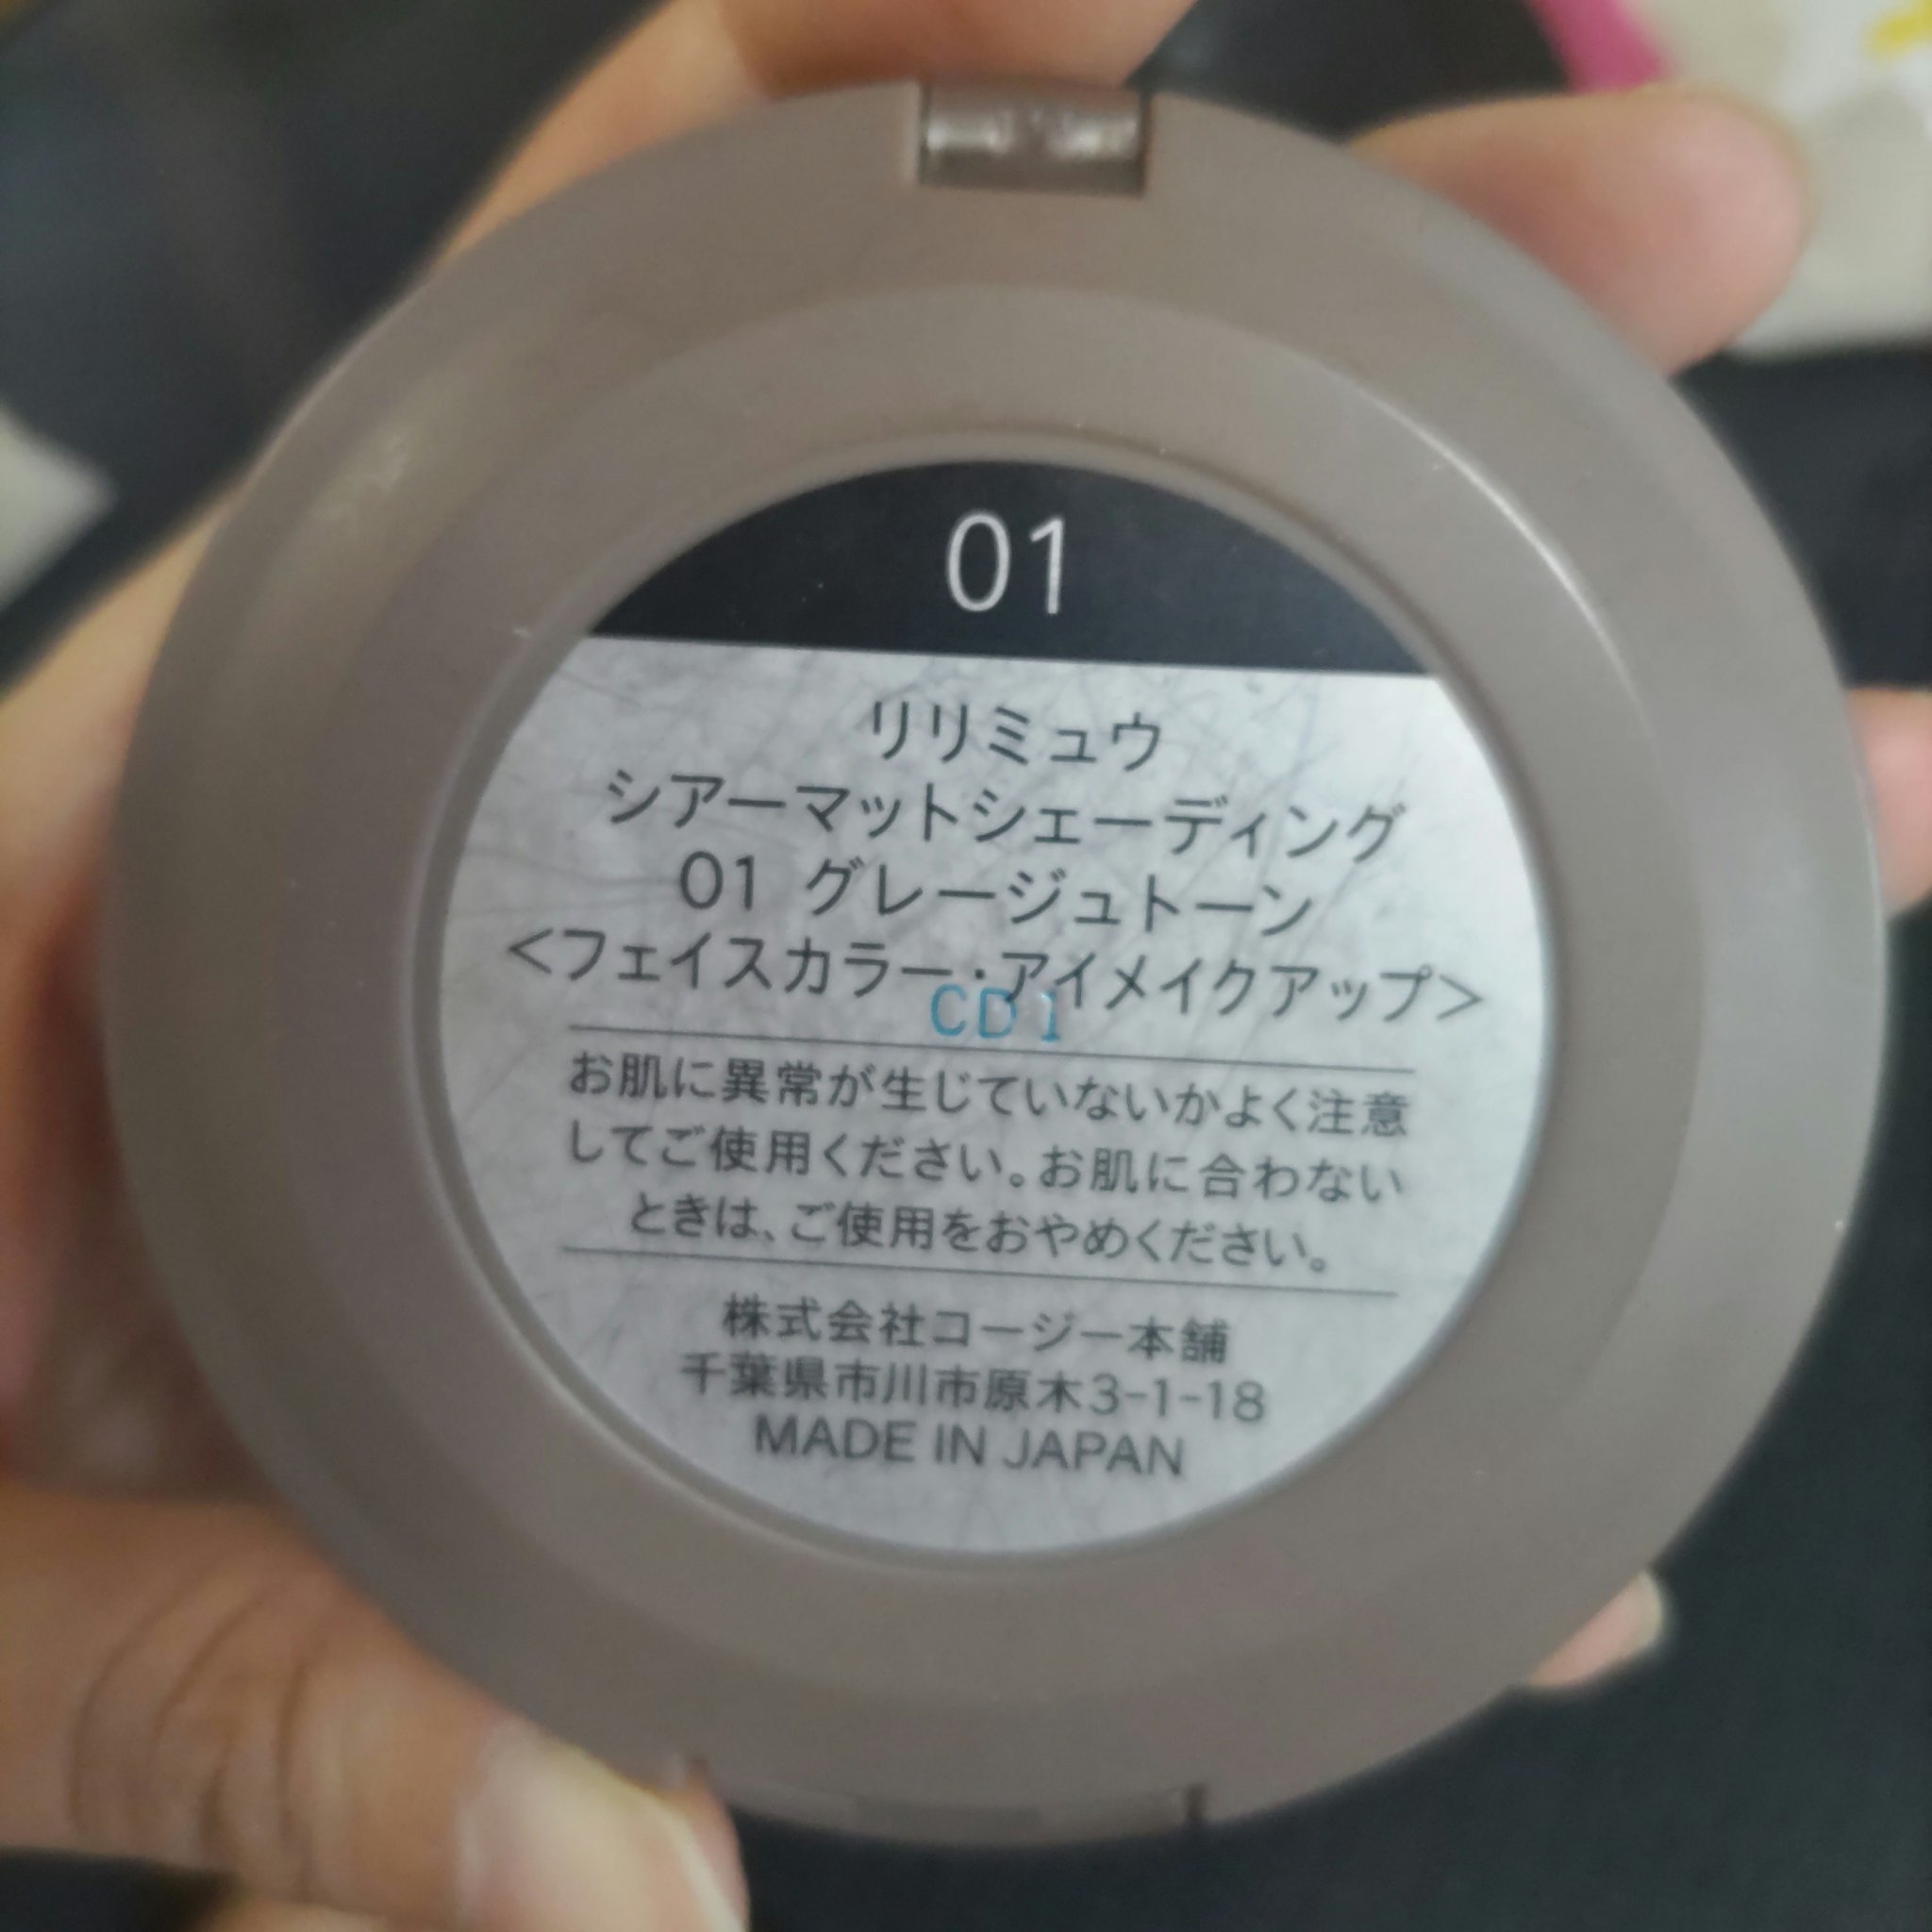 01
リリミュウ
シアーマットシェーディング
01 グレージュトーン
<フェイスカラー・アイメイクアップ>
CD1
お肌に異常が生じていないかよく注意
してご使用ください。お肌に合わない
ときは、ご使用をおやめください。
株式会社コージー本舗
千葉県市川市原木3-1-18
MADE IN JAPAN